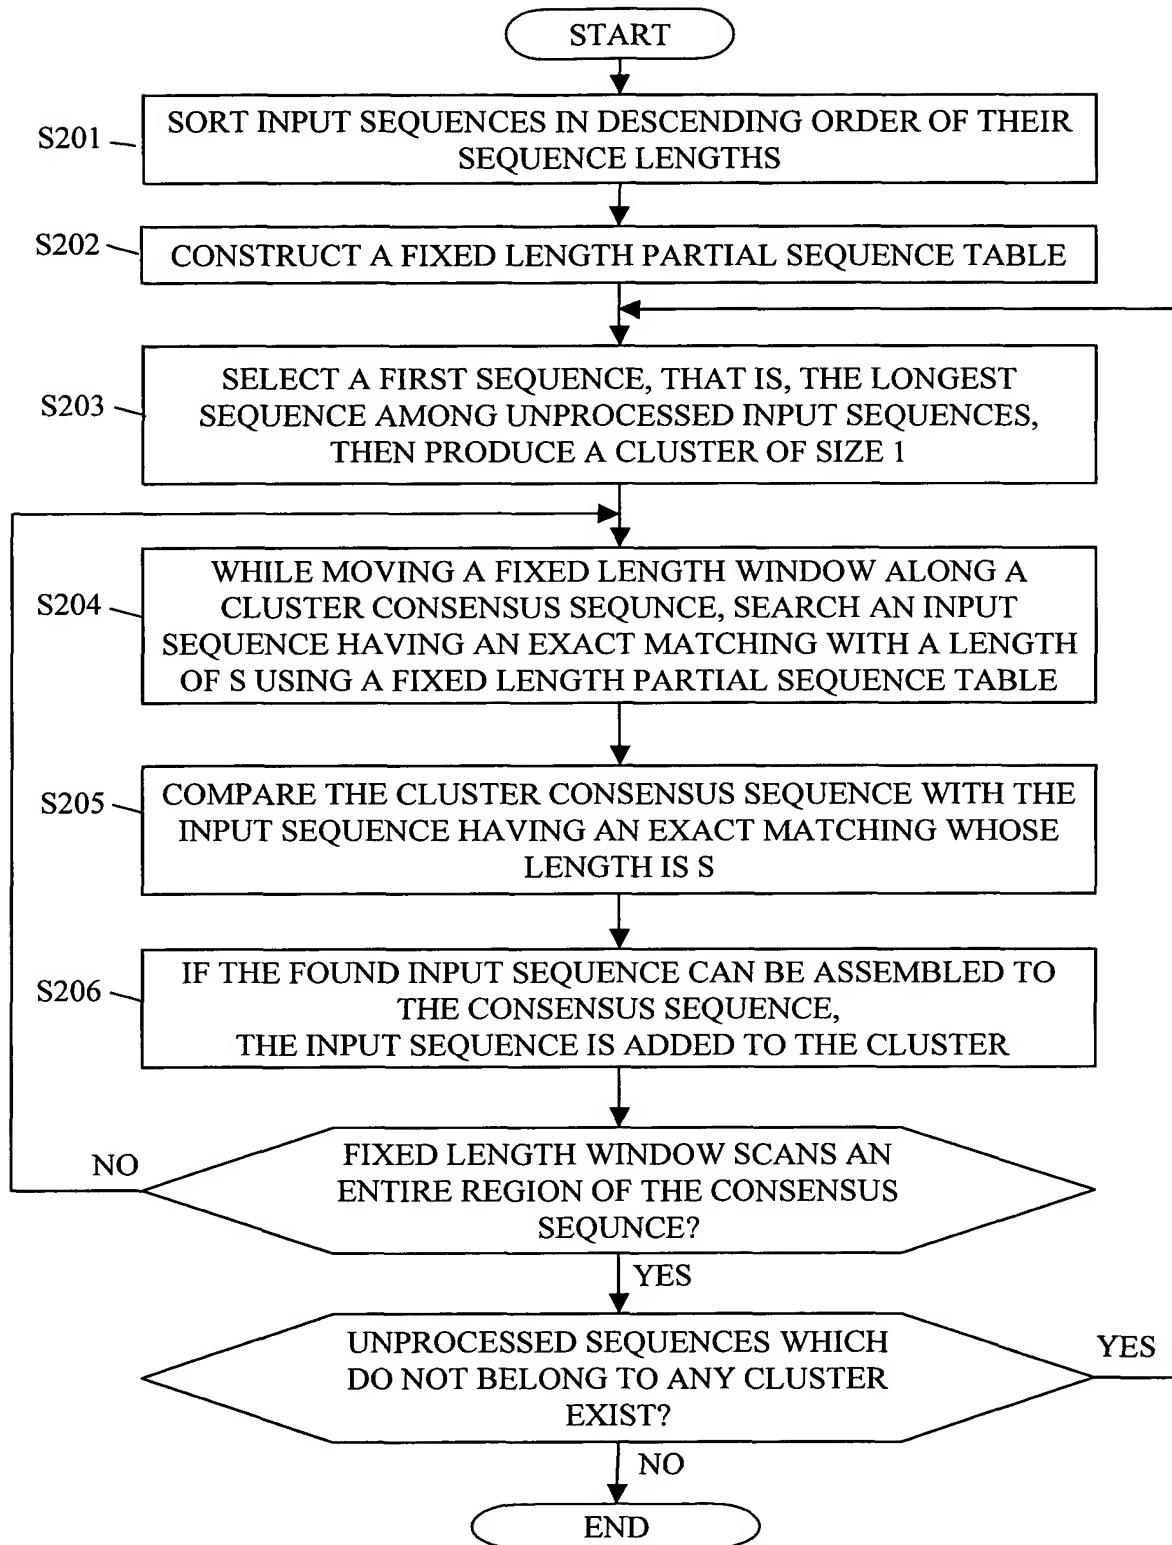 START
S201
SORT INPUT SEQUENCES IN DESCENDING ORDER OF THEIR
SEQUENCE LENGTHS
S202
CONSTRUCT A FIXED LENGTH PARTIAL SEQUENCE TABLE
S203
SELECT A FIRST SEQUENCE, THAT IS, THE LONGEST
SEQUENCE AMONG UNPROCESSED INPUT SEQUENCES,
THEN PRODUCE A CLUSTER OF SIZE 1
S204
WHILE MOVING A FIXED LENGTH WINDOW ALONG A
CLUSTER CONSENSUS SEQUNCE, SEARCH AN INPUT
SEQUENCE HAVING AN EXACT MATCHING WITH A LENGTH
OF S USING A FIXED LENGTH PARTIAL SEQUENCE TABLE
S205
COMPARE THE CLUSTER CONSENSUS SEQUENCE WITH THE
INPUT SEQUENCE HAVING AN EXACT MATCHING WHOSE
LENGTH IS S
S206
IF THE FOUND INPUT SEQUENCE CAN BE ASSEMBLED TO
THE CONSENSUS SEQUENCE,
THE INPUT SEQUENCE IS ADDED TO THE CLUSTER
NO
FIXED LENGTH WINDOW SCANS AN
ENTIRE REGION OF THE CONSENSUS
SEQUNCE?
YES
UNPROCESSED SEQUENCES WHICH
DO NOT BELONG TO ANY CLUSTER
EXIST?
YES
NO
END